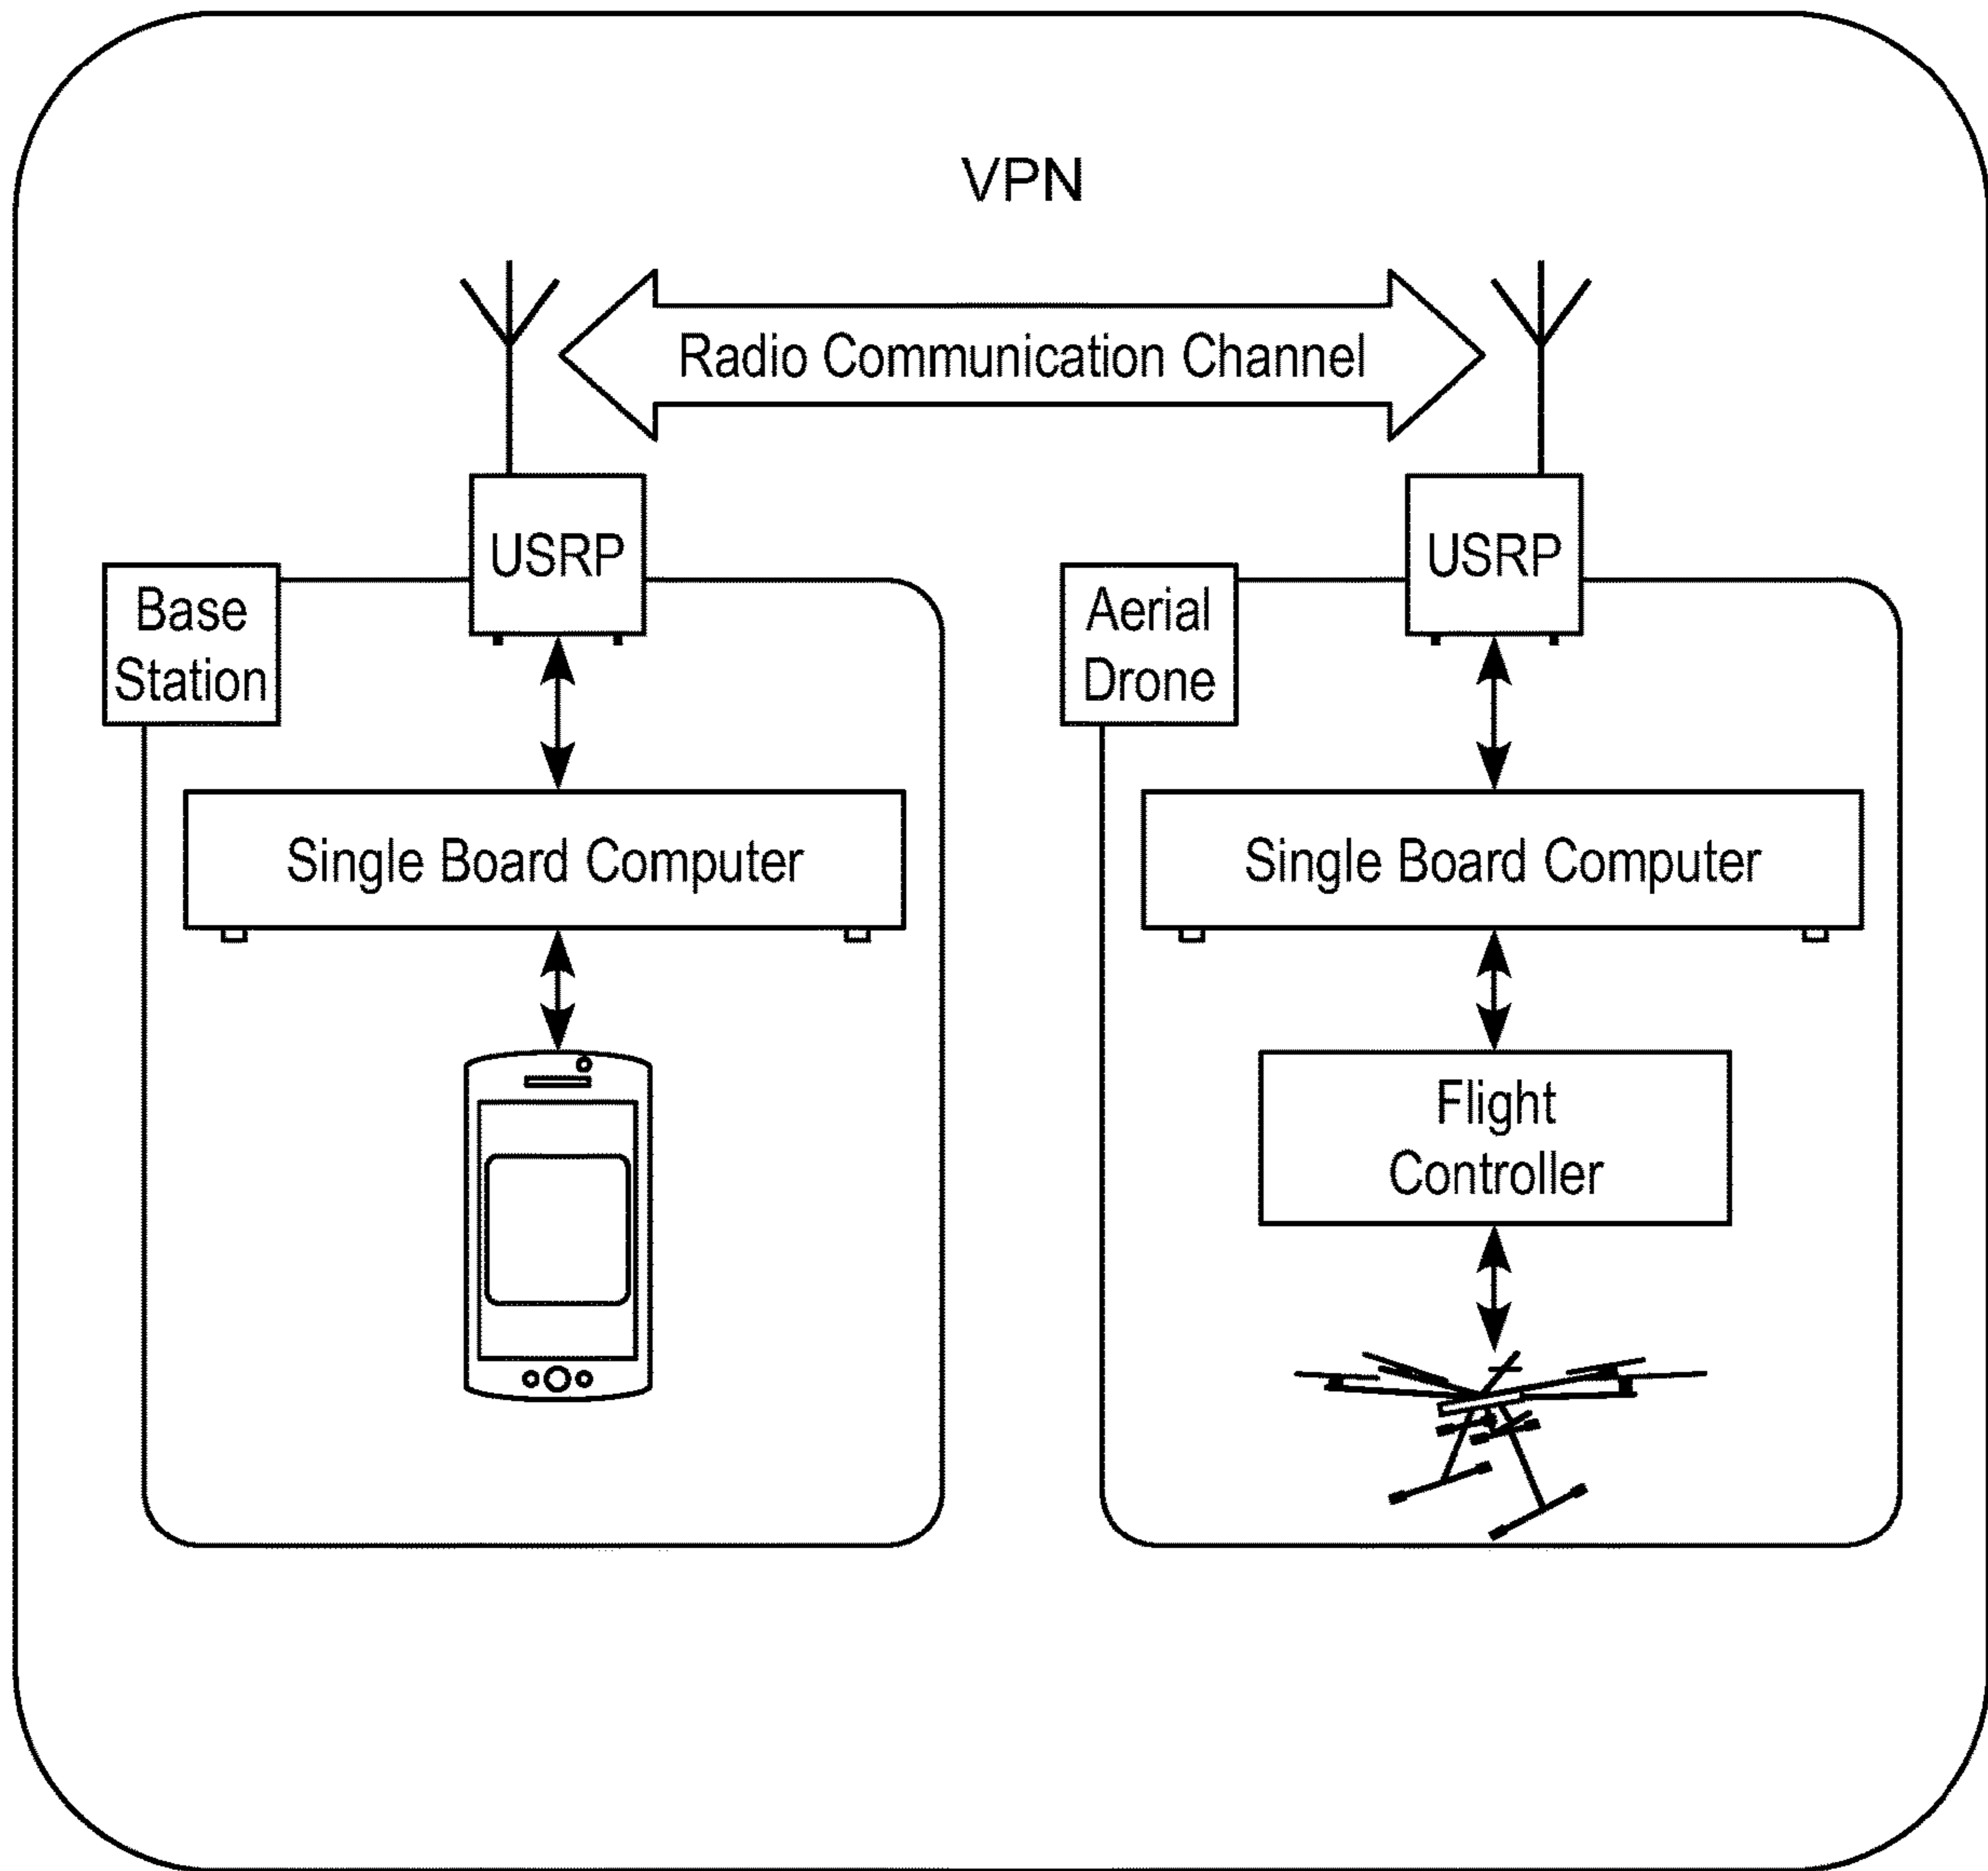 VPN
Radio Communication Channel
USRP
USRP
Base
Station
Aerial
Drone
Single Board Computer
Single Board Computer
Flight
Controller